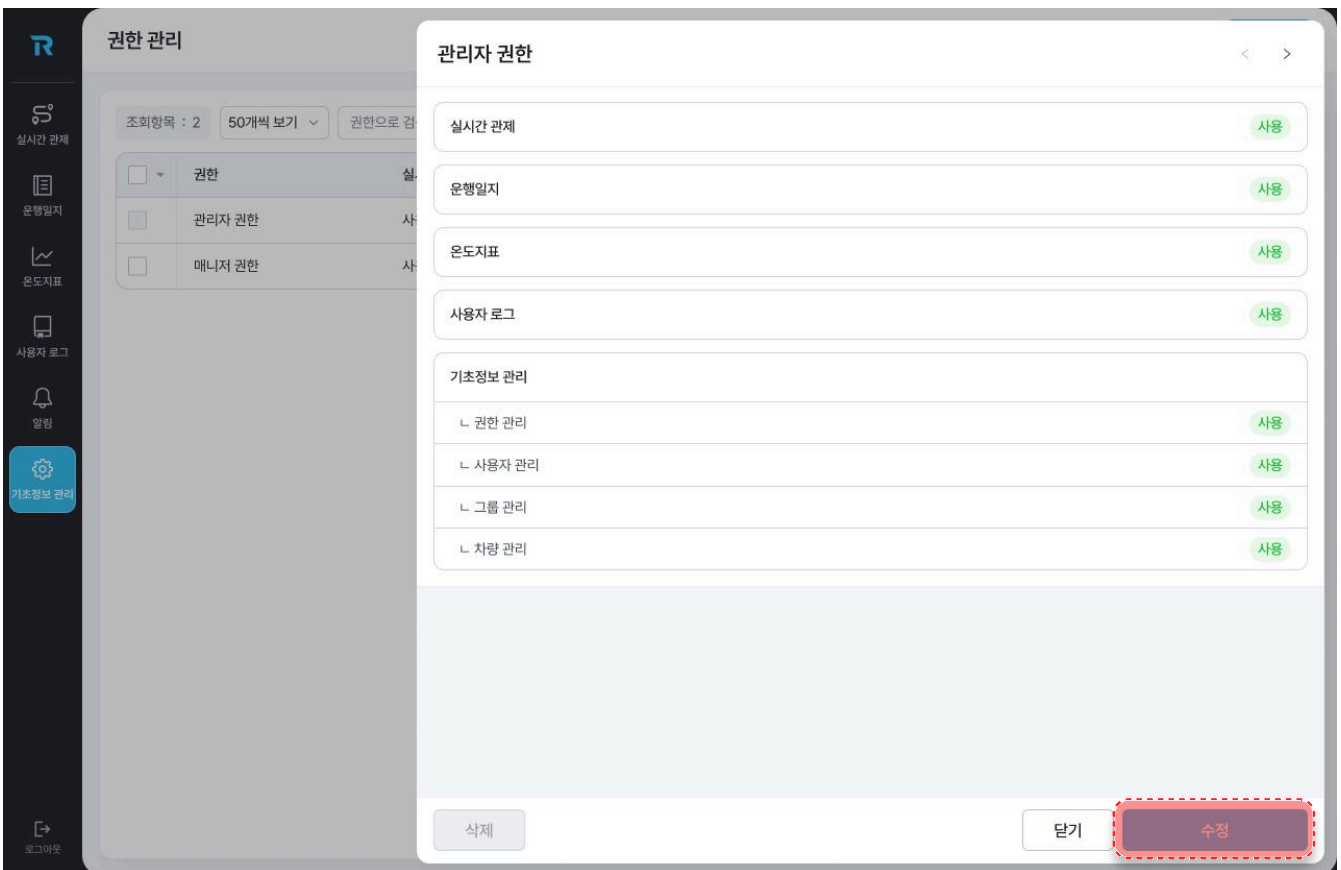 권한 관리
실시간 관제
운행일지
온도지표
사용자 로그
알림
기초정보 관리
로그아웃
조회항목 : 2
50개씩 보기
권한으로 검
권한
관리자 권한
매니저 권한
관리자 권한
실시간 관제 사용
운행일지 사용
온도지표 사용
사용자 로그 사용
기초정보 관리
ㄴ 권한 관리 사용
ㄴ 사용자 관리 사용
ㄴ 그룹 관리 사용
ㄴ 차량 관리 사용
삭제
닫기
수정